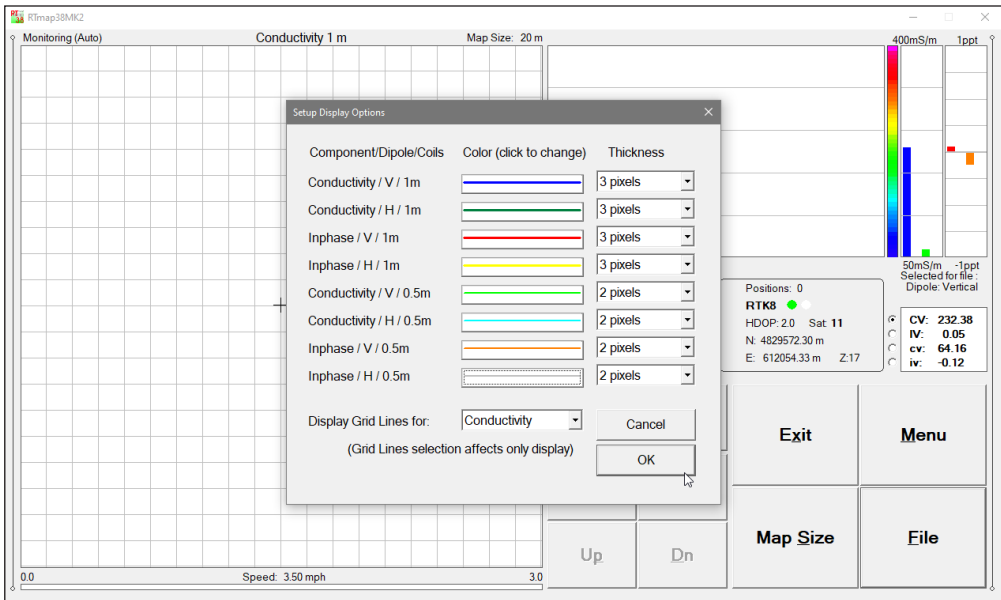 RT 38 RTmap38MK2
Monitoring (Auto) Conductivity 1 m Map Size: 20 m
400mS/m 1ppt
Setup Display Options
Component/Dipole/Coils Color (click to change) Thickness
Conductivity / V / 1m 3 pixels
Conductivity / H / 1m 3 pixels
Inphase / V / 1m 3 pixels
Inphase / H / 1m 3 pixels
Conductivity / V / 0.5m 2 pixels
Conductivity / H / 0.5m 2 pixels
Inphase / V / 0.5m 2 pixels
Inphase / H / 0.5m 2 pixels
Display Grid Lines for: Conductivity Cancel
(Grid Lines selection affects only display)
OK
50mS/m -1ppt
Selected for file :
Dipole: Vertical
Positions: 0
RTK8
HDOP: 2.0 Sat: 11
N: 4829572.30 m
E: 612054.33 m Z:17
CV: 232.38
IV: 0.05
cv: 64.16
iv: -0.12
Exit Menu
Up Dn Map Size File
0.0 Speed: 3.50 mph 3.0